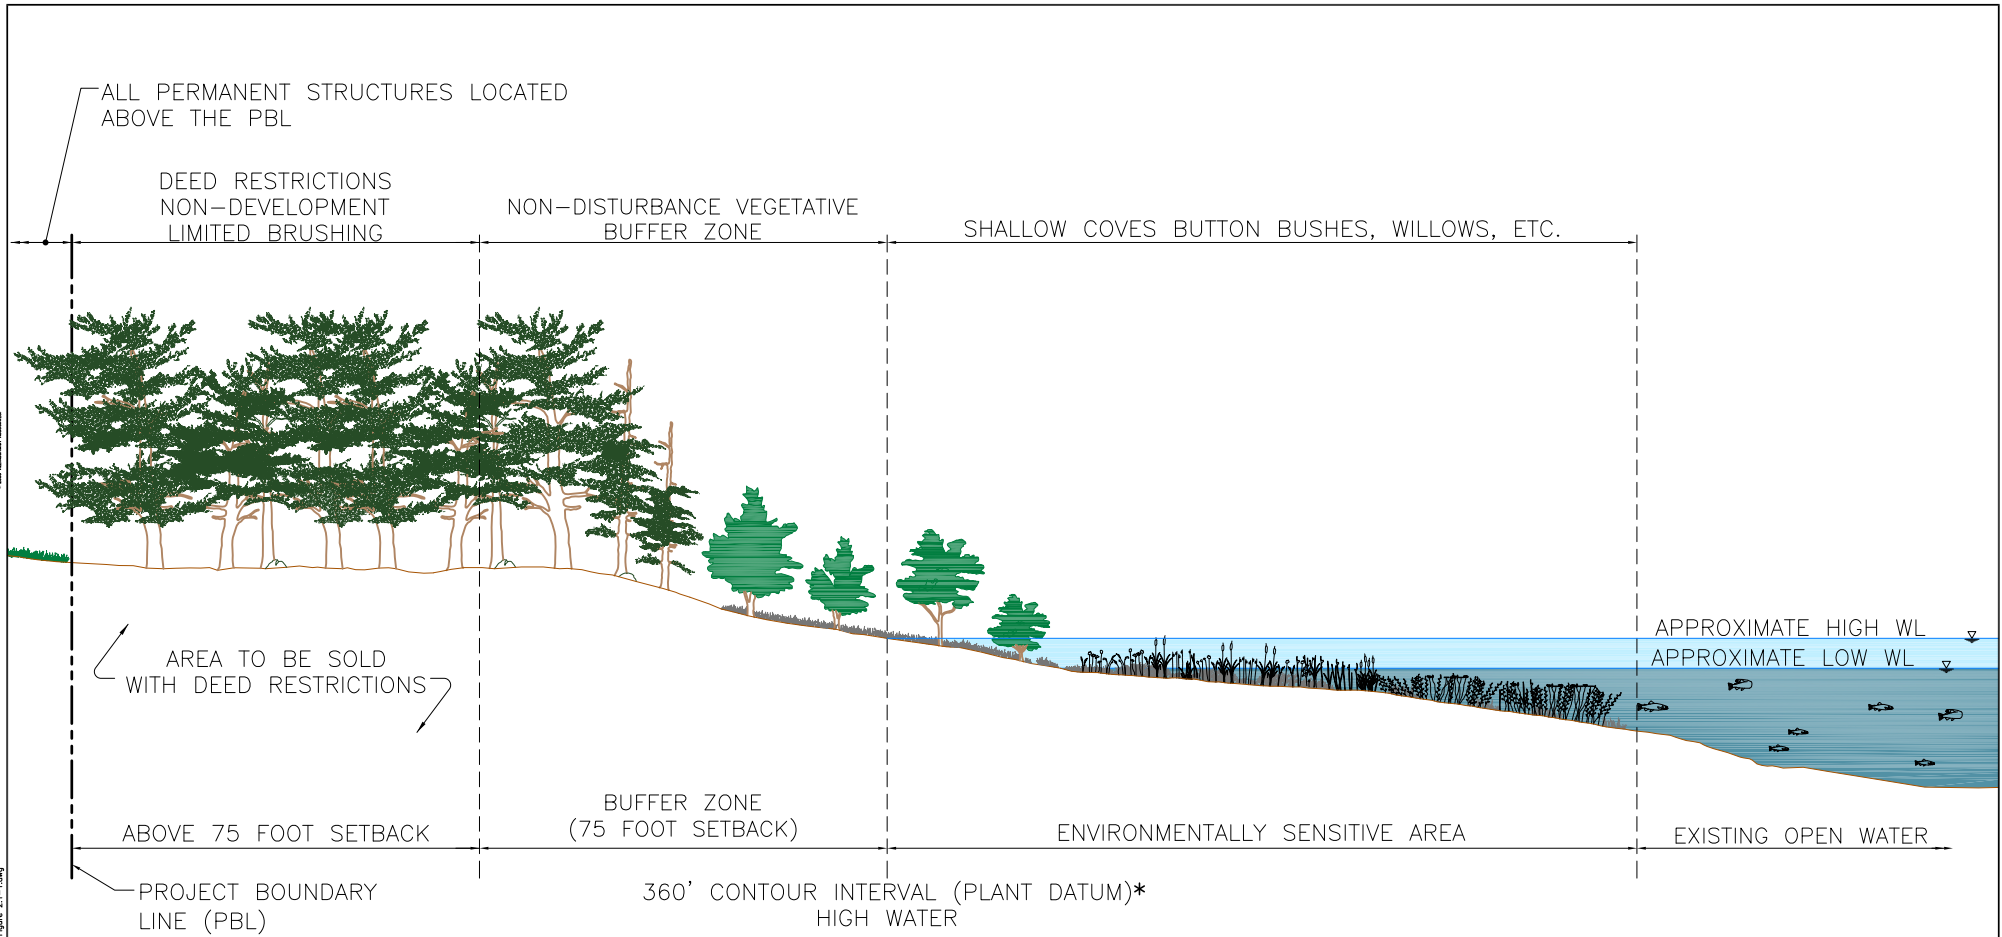 ALL PERMANENT STRUCTURES LOCATED
ABOVE THE PBL
DEED RESTRICTIONS
NON-DEVELOPMENT
LIMITED BRUSHING
NON-DISTURBANCE VEGETATIVE
BUFFER ZONE
SHALLOW COVES BUTTON BUSHES, WILLOWS, ETC.
APPROXIMATE HIGH WL
APPROXIMATE LOW WL
AREA TO BE SOLD
WITH DEED RESTRICTIONS
ABOVE 75 FOOT SETBACK
BUFFER ZONE
(75 FOOT SETBACK)
ENVIRONMENTALLY SENSITIVE AREA
EXISTING OPEN WATER
PROJECT BOUNDARY
LINE (PBL)
360' CONTOUR INTERVAL (PLANT DATUM)*
HIGH WATER